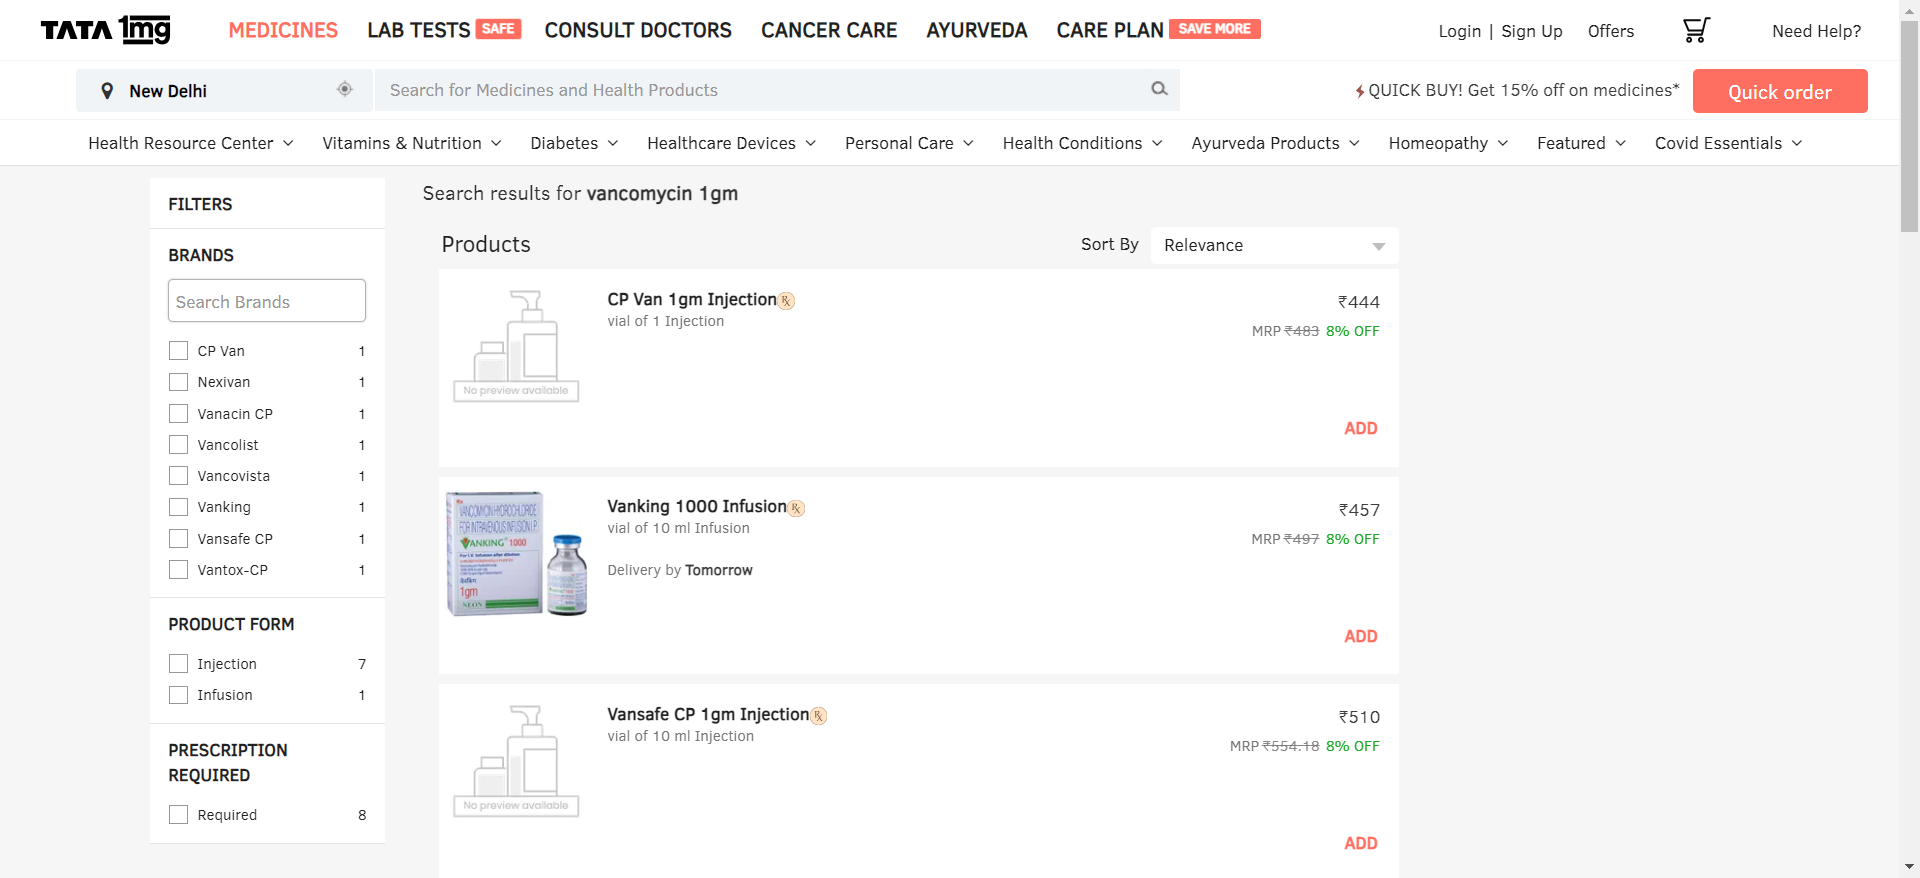 TATA 1mg
MEDICINES
LAB TESTS SAFE
CONSULT DOCTORS
CANCER CARE
AYURVEDA
CARE PLAN SAVE MORE
Login | Sign Up
Offers
Need Help?
New Delhi
Search for Medicines and Health Products
QUICK BUY! Get 15% off on medicines*
Quick order
Health Resource Center
Vitamins & Nutrition
Diabetes
Healthcare Devices
Personal Care
Health Conditions
Ayurveda Products
Homeopathy
Featured
Covid Essentials
FILTERS
BRANDS
Search Brands
CP Van 1
Nexivan 1
Vanacin CP 1
Vancolist 1
Vancovista 1
Vanking 1
Vansafe CP 1
Vantox-CP 1
PRODUCT FORM
Injection 7
Infusion 1
PRESCRIPTION
REQUIRED
Required 8
Search results for vancomycin 1gm
Products
Sort By Relevance
No preview available
CP Van 1gm Injection Rx
vial of 1 Injection
₹444
MRP ₹483 8% OFF
ADD
VANCOMYCIN HYDROCHLORIDE
FOR INTRAVENOUS INFUSION I.P.
VANKING 1000
1gm
NEON
Vanking 1000 Infusion Rx
vial of 10 ml Infusion
Delivery by Tomorrow
₹457
MRP ₹497 8% OFF
ADD
No preview available
Vansafe CP 1gm Injection Rx
vial of 10 ml Injection
₹510
MRP ₹554.18 8% OFF
ADD